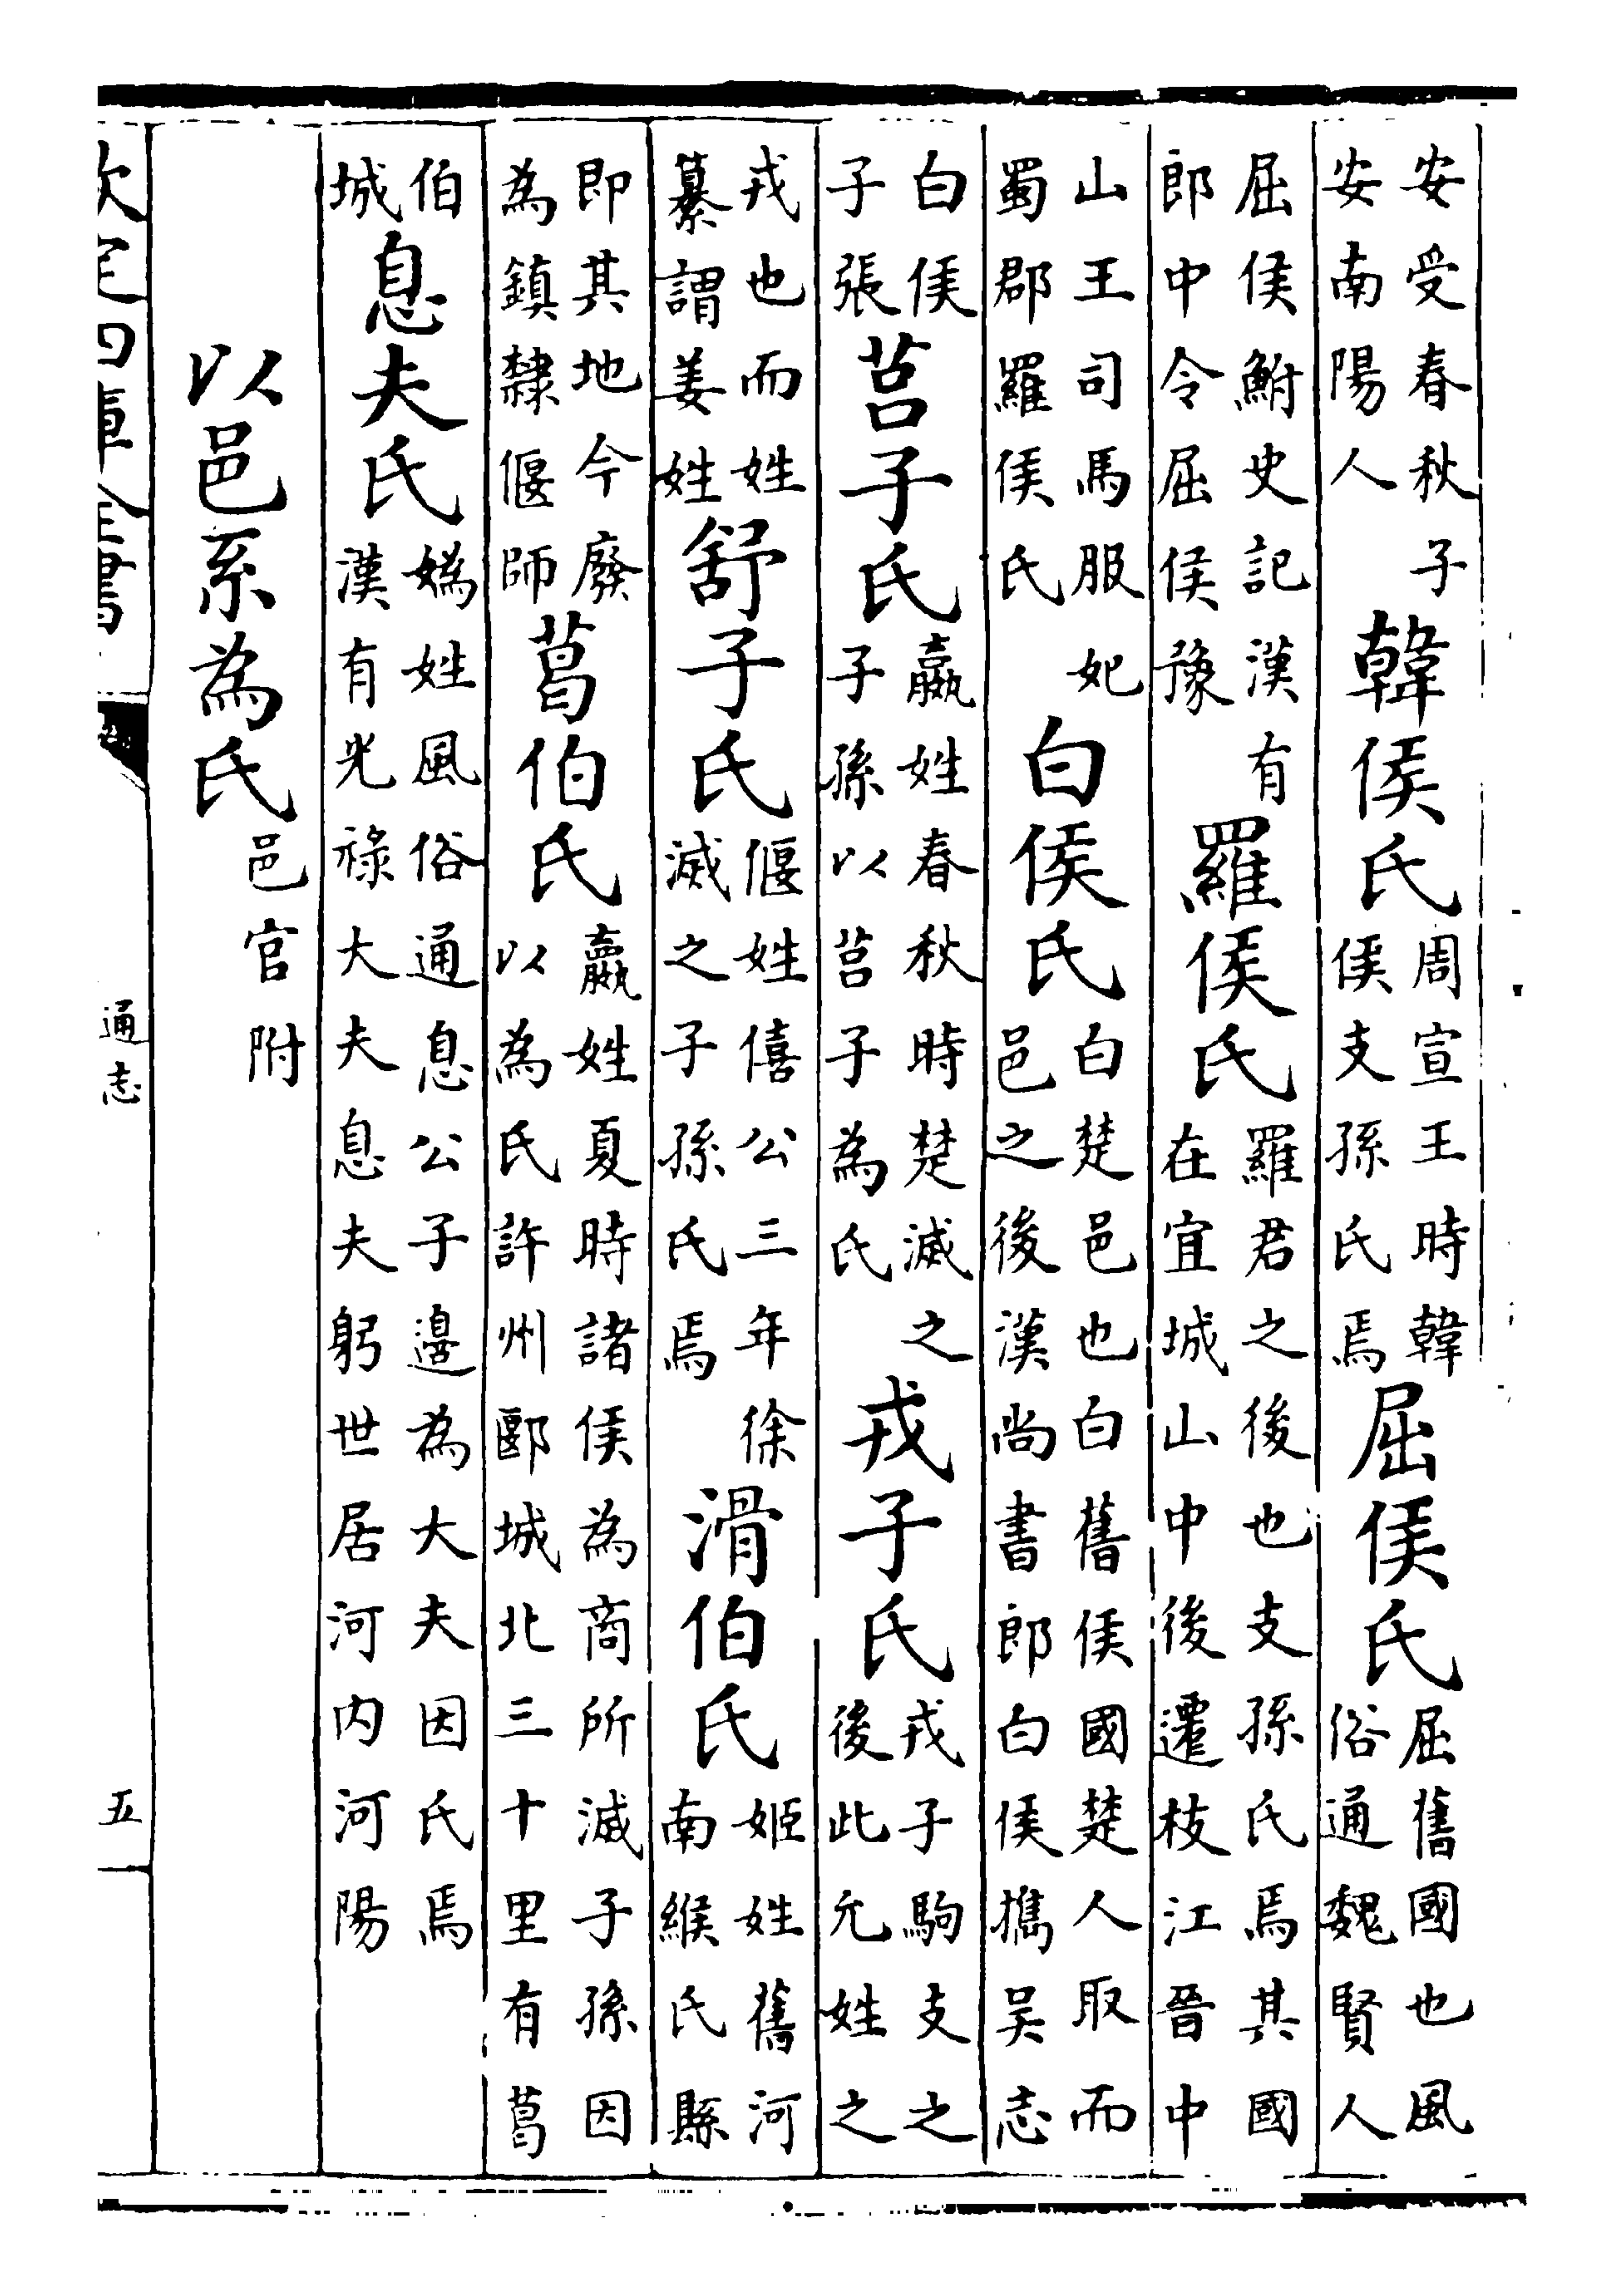 安受春秋子
安南陽人
韓侯氏
周宣王時韓
侯支孫氏焉
屈侯氏
屈舊國也風
俗通魏賢人
屈侯鮒史記漢有
郎中令屈侯豫
羅侯氏
羅君之後也支孫氏焉其國
在宜城山中後遷枝江晉中
山王司馬服妃
蜀郡羅侯氏
白侯氏
白楚邑也白舊侯國楚人取而
邑之後漢尚書郎白侯攜吴志
白侯
子張
莒子氏
嬴姓春秋時楚滅之
子孫以莒子為氏
戎子氏
戎子駒支之
後此允姓之
戎也而姓
纂謂姜姓
舒子氏
偃姓僖公三年徐
滅之子孫氏焉
滑伯氏
姬姓舊河
南緱氏縣
即其地今廢
為鎮隸偃師
葛伯氏
嬴姓夏時諸侯為商所滅子孫因
以為氏許州郾城北三十里有葛
伯
城
息夫氏
媯姓風俗通息公子邊為大夫因氏焉
漢有光祿大夫息夫躬世居河内河陽
以邑系為氏
邑官附
欽定四庫全書
通志
五